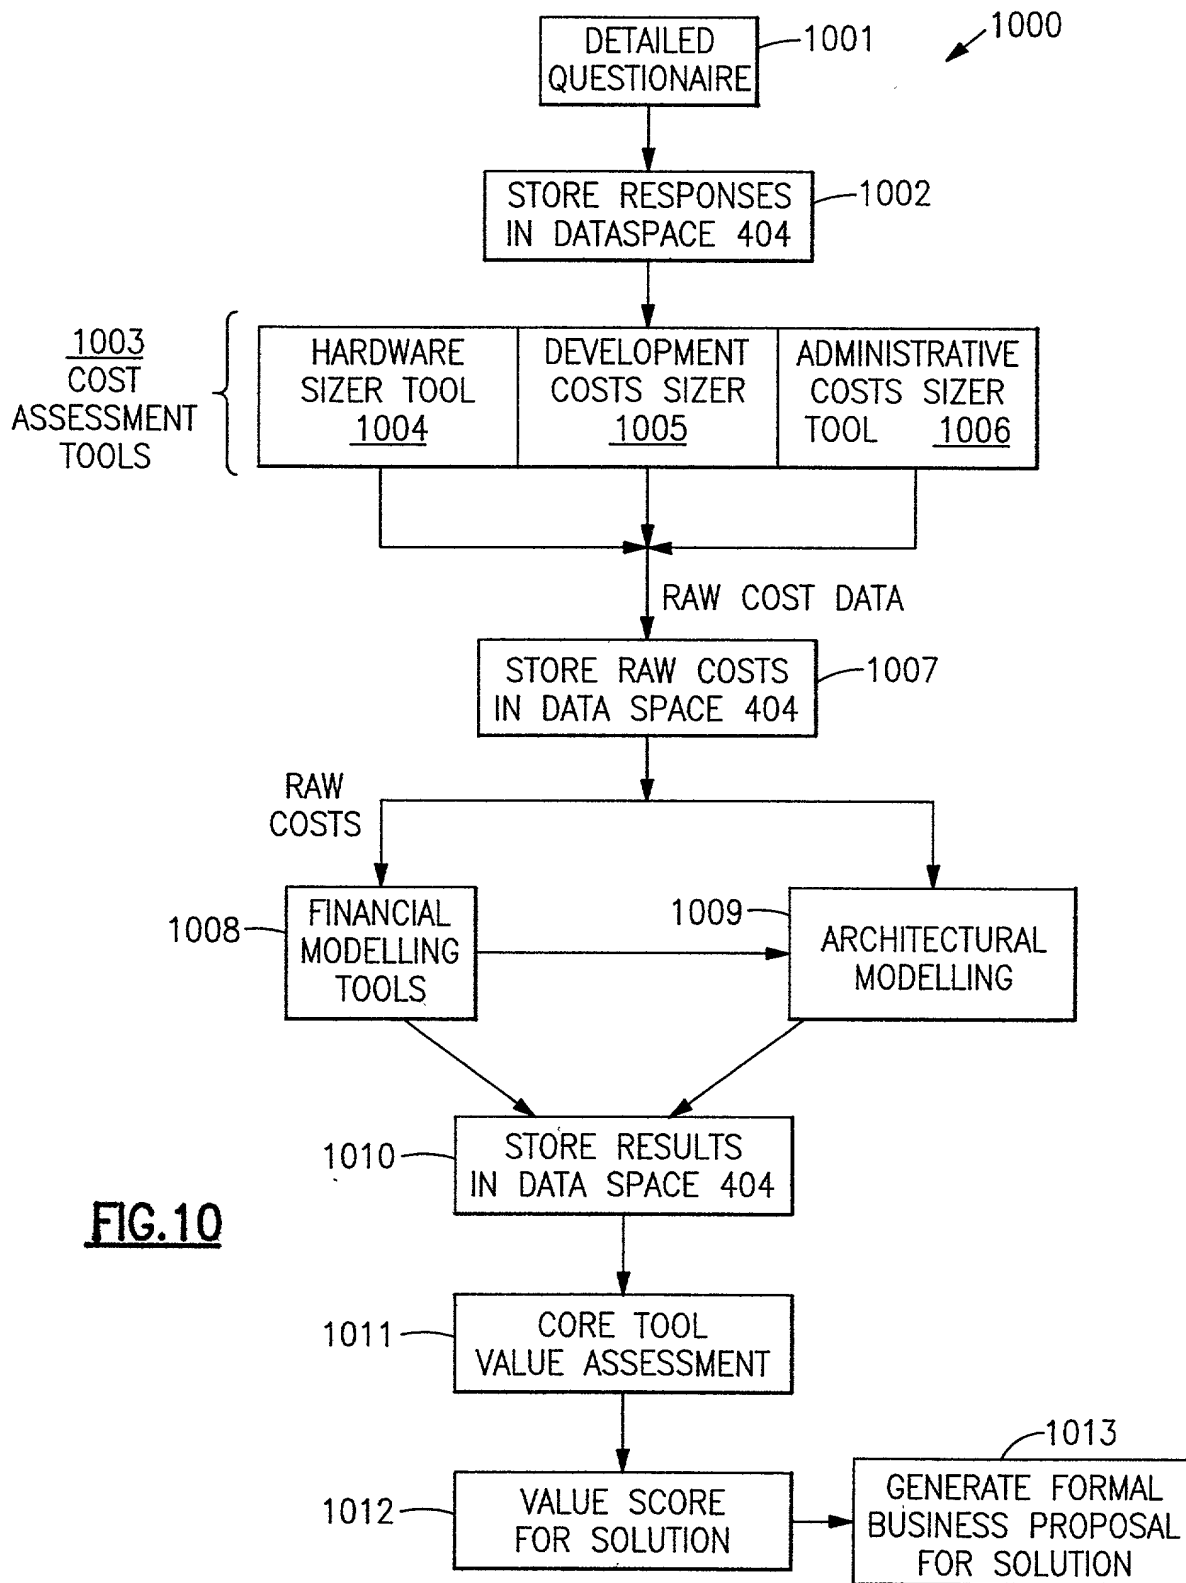 DETAILED
QUESTIONAIRE
1001
1000
STORE RESPONSES
IN DATASPACE 404
1002
1003
COST
ASSESSMENT
TOOLS
HARDWARE
SIZER TOOL
1004
DEVELOPMENT
COSTS SIZER
1005
ADMINISTRATIVE
COSTS SIZER
TOOL 1006
RAW COST DATA
STORE RAW COSTS
IN DATA SPACE 404
1007
RAW
COSTS
1008
FINANCIAL
MODELLING
TOOLS
1009
ARCHITECTURAL
MODELLING
1010
STORE RESULTS
IN DATA SPACE 404
FIG.10
1011
CORE TOOL
VALUE ASSESSMENT
1012
VALUE SCORE
FOR SOLUTION
1013
GENERATE FORMAL
BUSINESS PROPOSAL
FOR SOLUTION